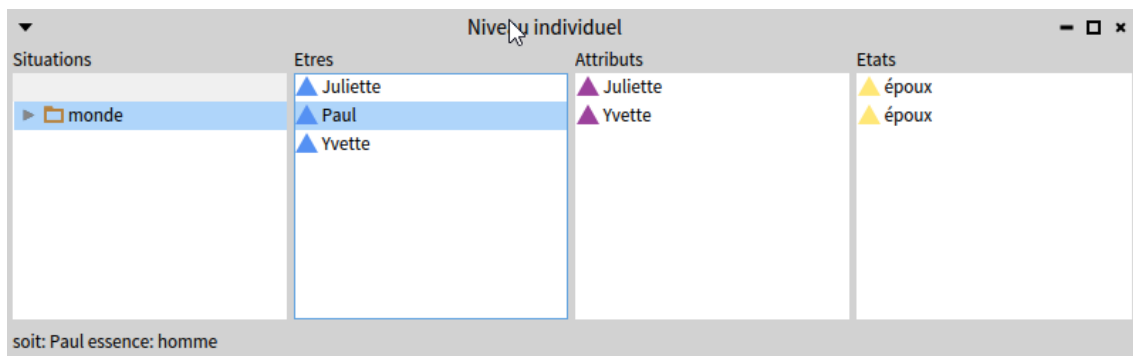 Niveau individuel
Situations Etres Attributs Etats
Juliette Juliette époux
monde Paul Yvette époux
Yvette
soit: Paul essence: homme